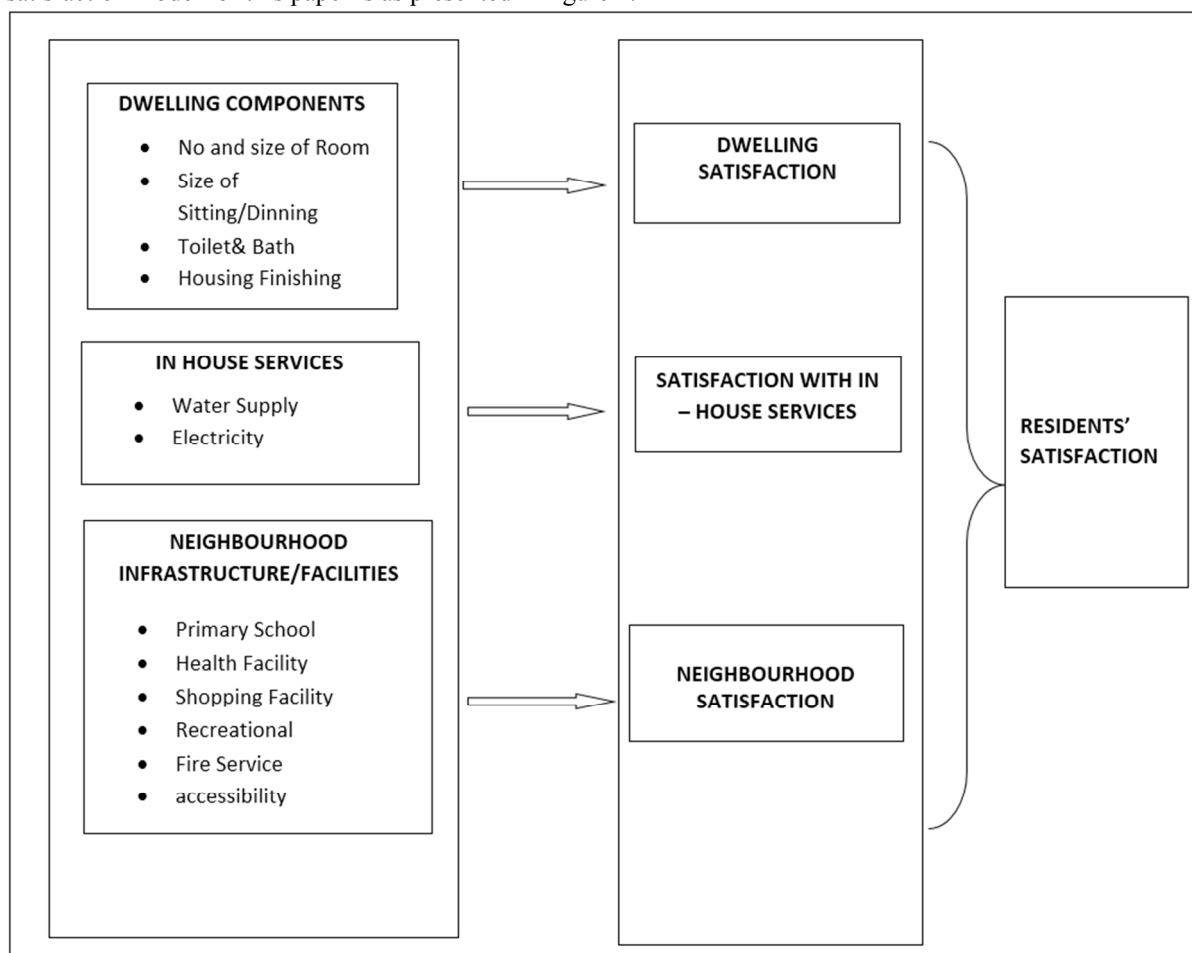 DWELLING COMPONENTS
• No and size of Room
• Size of
Sitting/Dinning
• Toilet& Bath
• Housing Finishing
IN HOUSE SERVICES
• Water Supply
• Electricity
NEIGHBOURHOOD
INFRASTRUCTURE/FACILITIES
• Primary School
• Health Facility
• Shopping Facility
• Recreational
• Fire Service
• accessibility
DWELLING
SATISFACTION
SATISFACTION WITH IN
– HOUSE SERVICES
NEIGHBOURHOOD
SATISFACTION
RESIDENTS’
SATISFACTION